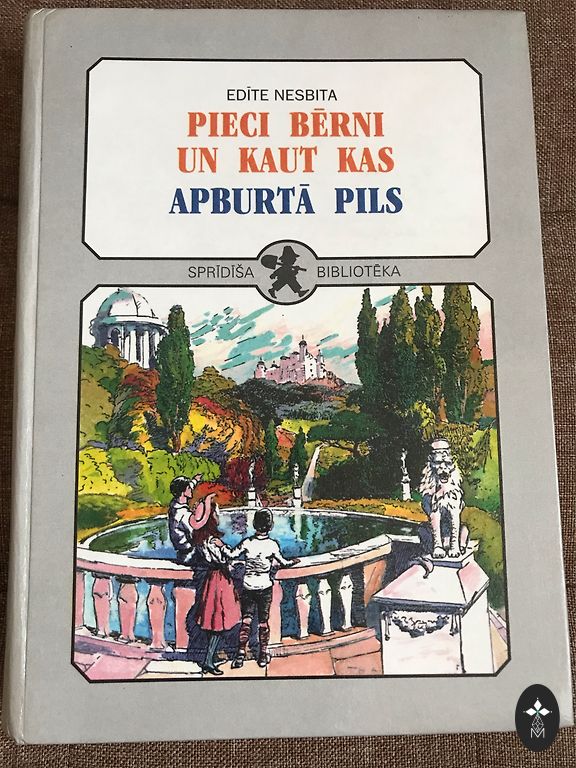 EDĪTE NESBITA
PIECI BĒRNI
UN KAUT KAS
APBURTĀ PILS
SPRĪDĪŠA BIBLIOTĒKA